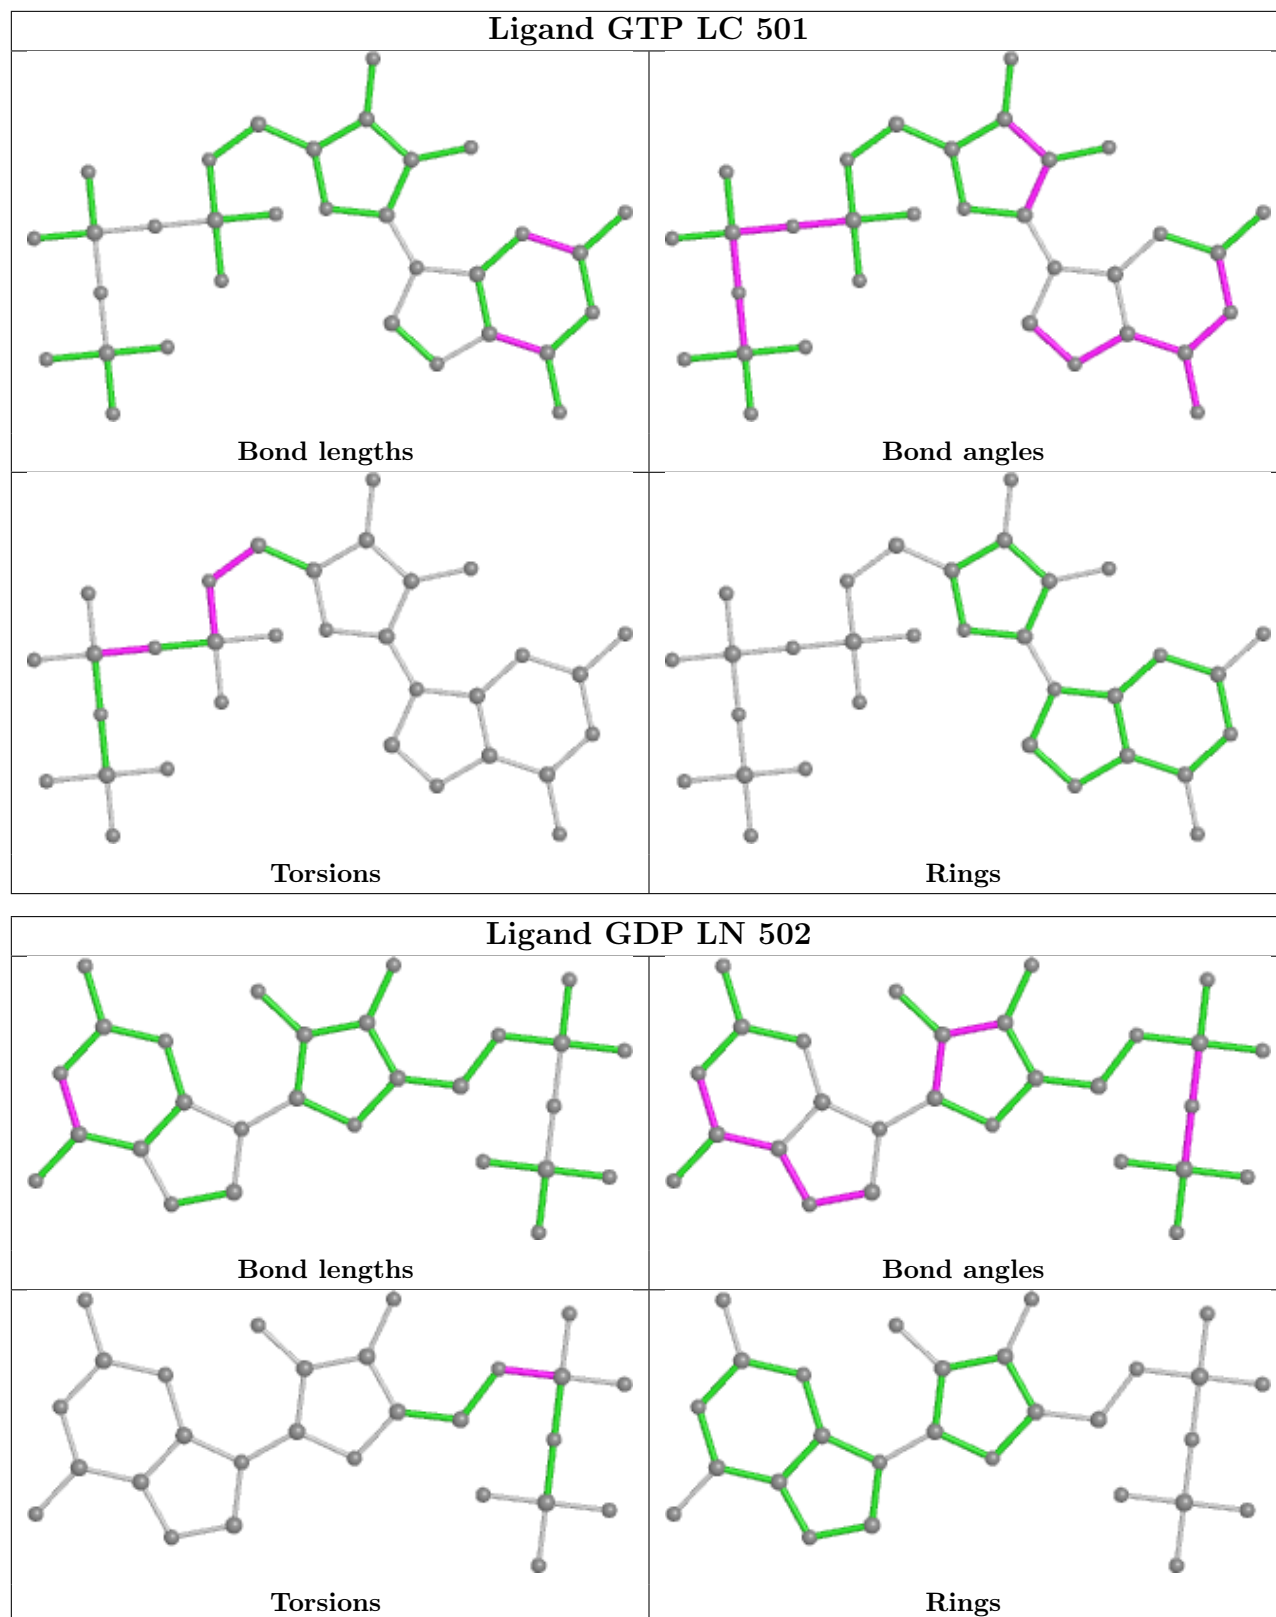 Ligand GTP LC 501
Bond lengths
Bond angles
Torsions
Rings
Ligand GDP LN 502
Bond lengths
Bond angles
Torsions
Rings